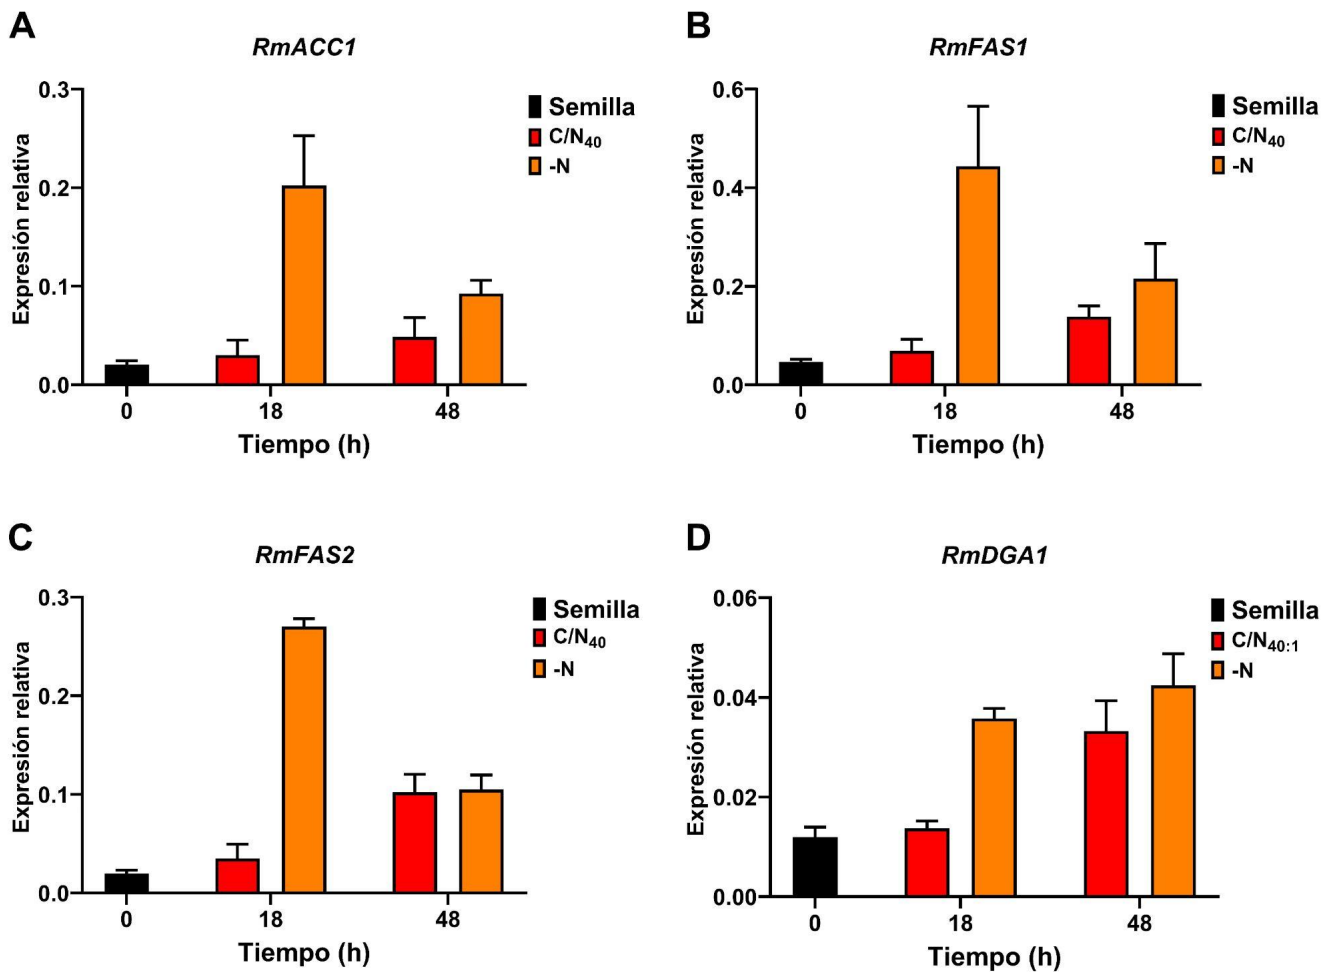 A
RmACC1
Expresión relativa
0.3
0.2
0.1
0.0
0
18
48
Tiempo (h)
Semilla
C/N40
-N
B
RmFAS1
Expresión relativa
0.6
0.4
0.2
0.0
0
18
48
Tiempo (h)
Semilla
C/N40
-N
C
RmFAS2
Expresión relativa
0.3
0.2
0.1
0.0
0
18
48
Tiempo (h)
Semilla
C/N40
-N
D
RmDGA1
Expresión relativa
0.06
0.04
0.02
0.00
0
18
48
Tiempo (h)
Semilla
C/N40:1
-N